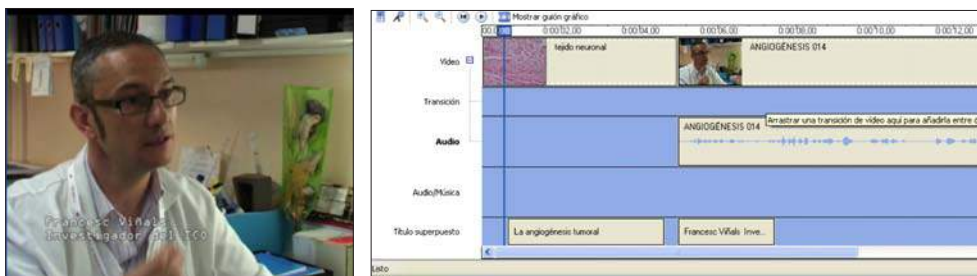 Francesc Viñals
Investigador del ICO
Mostrar guión gráfico
0:00:02,00 0:00:04,00 0:00:06,00 0:00:08,00 0:00:10,00 0:00:12,00
Vídeo
tejido neuronal
ANGIOGÉNESIS 014
Transición
Arrastrar una transición de vídeo aquí para añadirla entre
Audio
ANGIOGÉNESIS 014
Audio/Música
Título superpuesto
La angiogénesis tumoral
Francesc Viñals Inve...
Listo